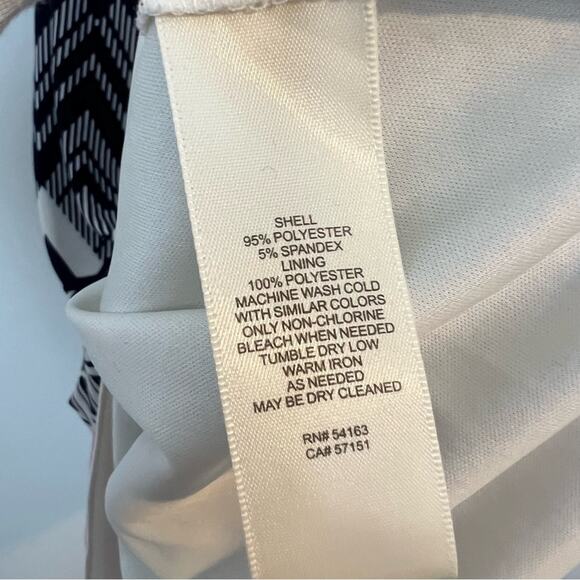 SHELL
95% POLYESTER
5% SPANDEX
LINING
100% POLYESTER
MACHINE WASH COLD
WITH SIMILAR COLORS
ONLY NON-CHLORINE
BLEACH WHEN NEEDED
TUMBLE DRY LOW
WARM IRON
AS NEEDED
MAY BE DRY CLEANED
RN# 54163
CA# 57151